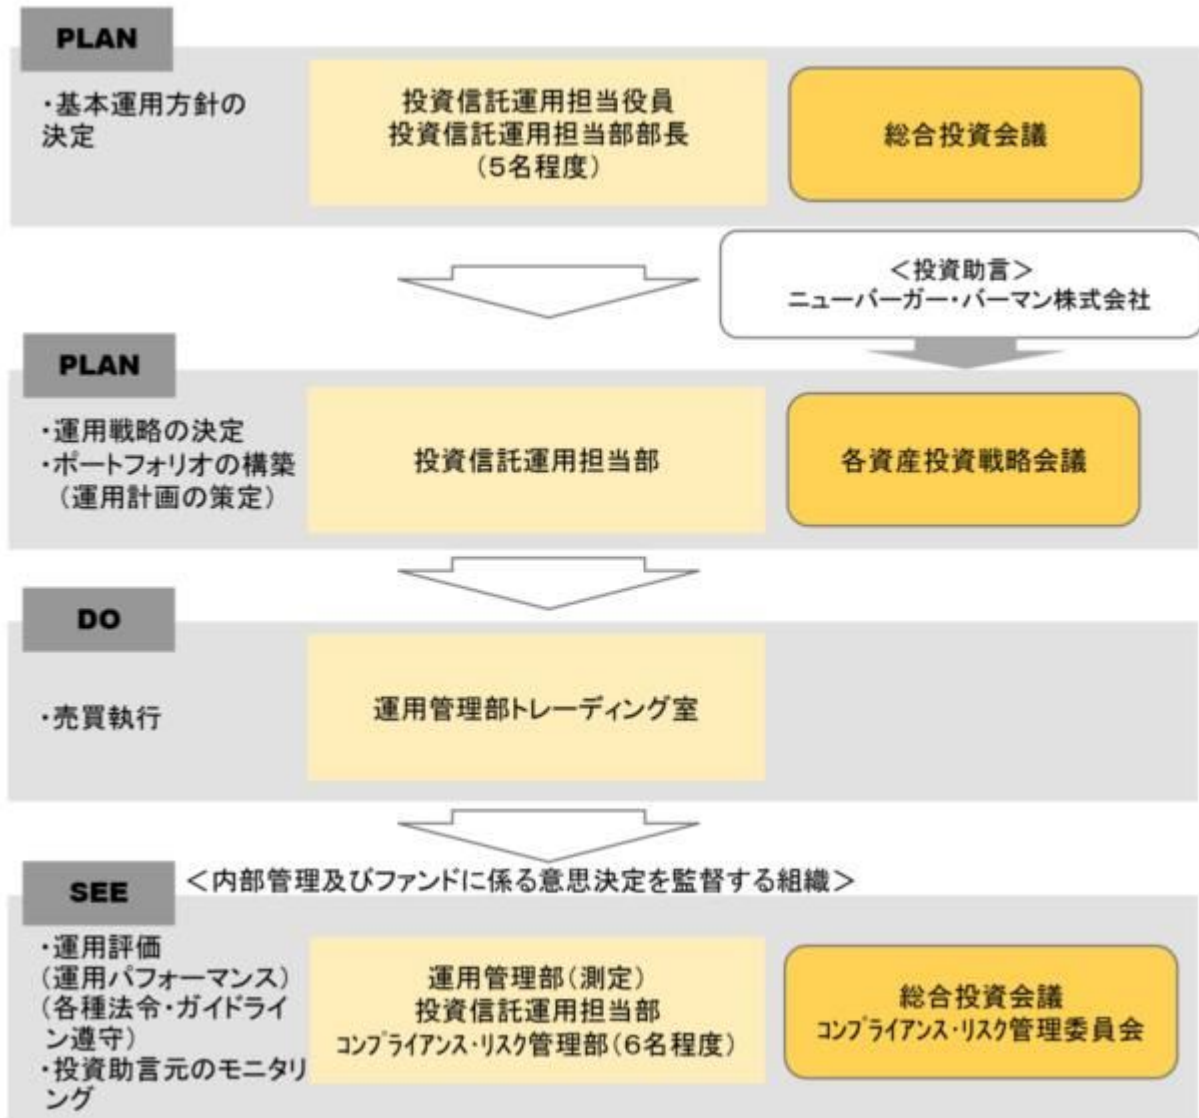 PLAN
・基本運用方針の
決定
投資信託運用担当役員
投資信託運用担当部部長
(5名程度)
総合投資会議
＜投資助言＞
ニューバーガー・バーマン株式会社
PLAN
・運用戦略の決定
・ポートフォリオの構築
(運用計画の策定)
投資信託運用担当部
各資産投資戦略会議
DO
・売買執行
運用管理部トレーディング室
＜内部管理及びファンドに係る意思決定を監督する組織＞
SEE
・運用評価
(運用パフォーマンス)
(各種法令・ガイドライ
ン遵守)
・投資助言元のモニタリ
ング
運用管理部(測定)
投資信託運用担当部
ｺﾝﾌﾟﾗｲｱﾝｽ・ﾘｽｸ管理部(6名程度)
総合投資会議
ｺﾝﾌﾟﾗｲｱﾝｽ・ﾘｽｸ管理委員会